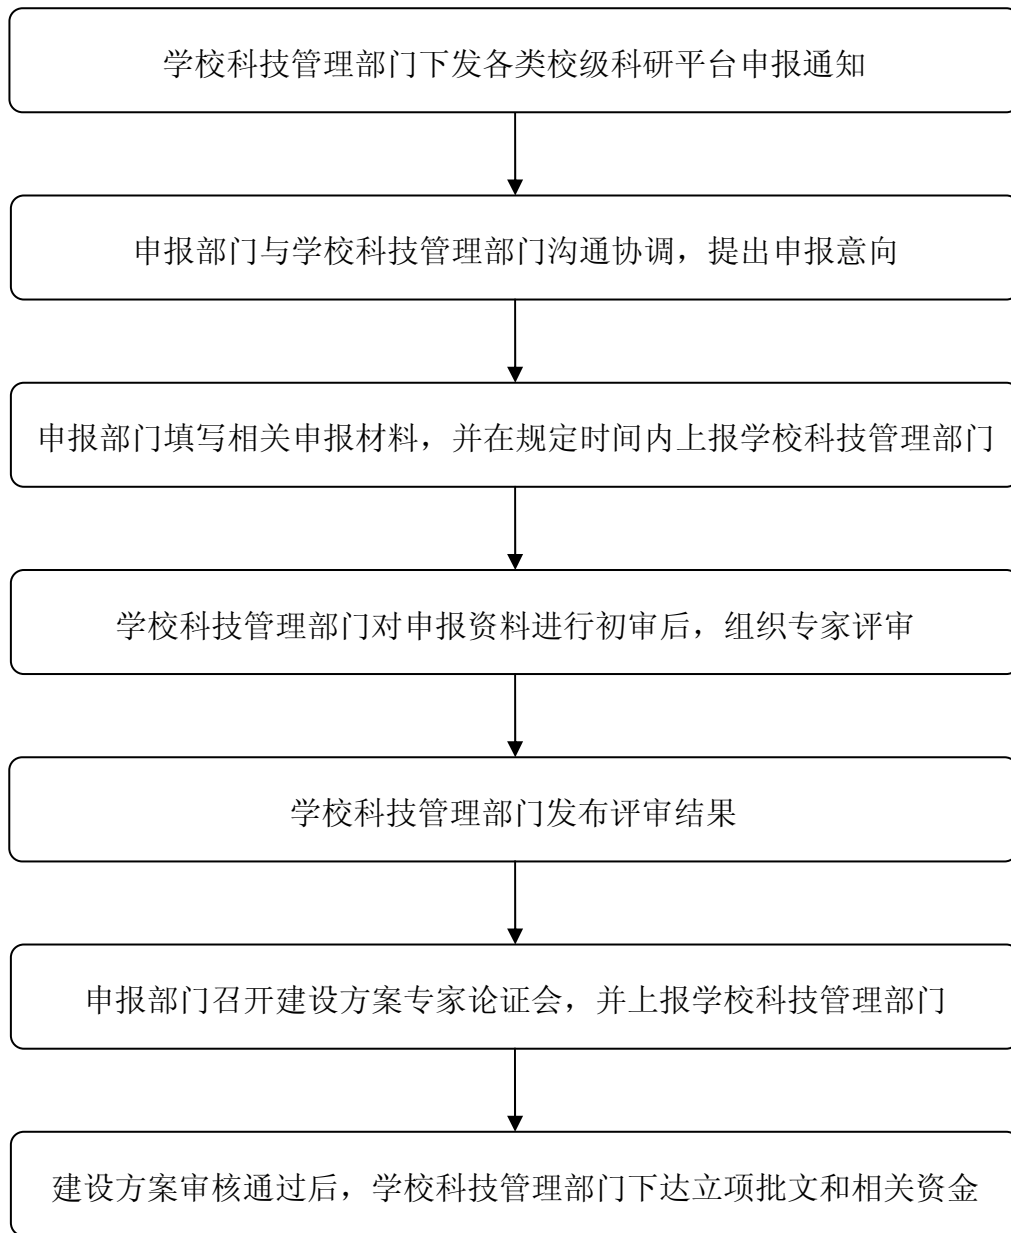 学校科技管理部门下发各类校级科研平台申报通知
申报部门与学校科技管理部门沟通协调，提出申报意向
申报部门填写相关申报材料，并在规定时间内上报学校科技管理部门
学校科技管理部门对申报资料进行初审后，组织专家评审
学校科技管理部门发布评审结果
申报部门召开建设方案专家论证会，并上报学校科技管理部门
建设方案审核通过后，学校科技管理部门下达立项批文和相关资金